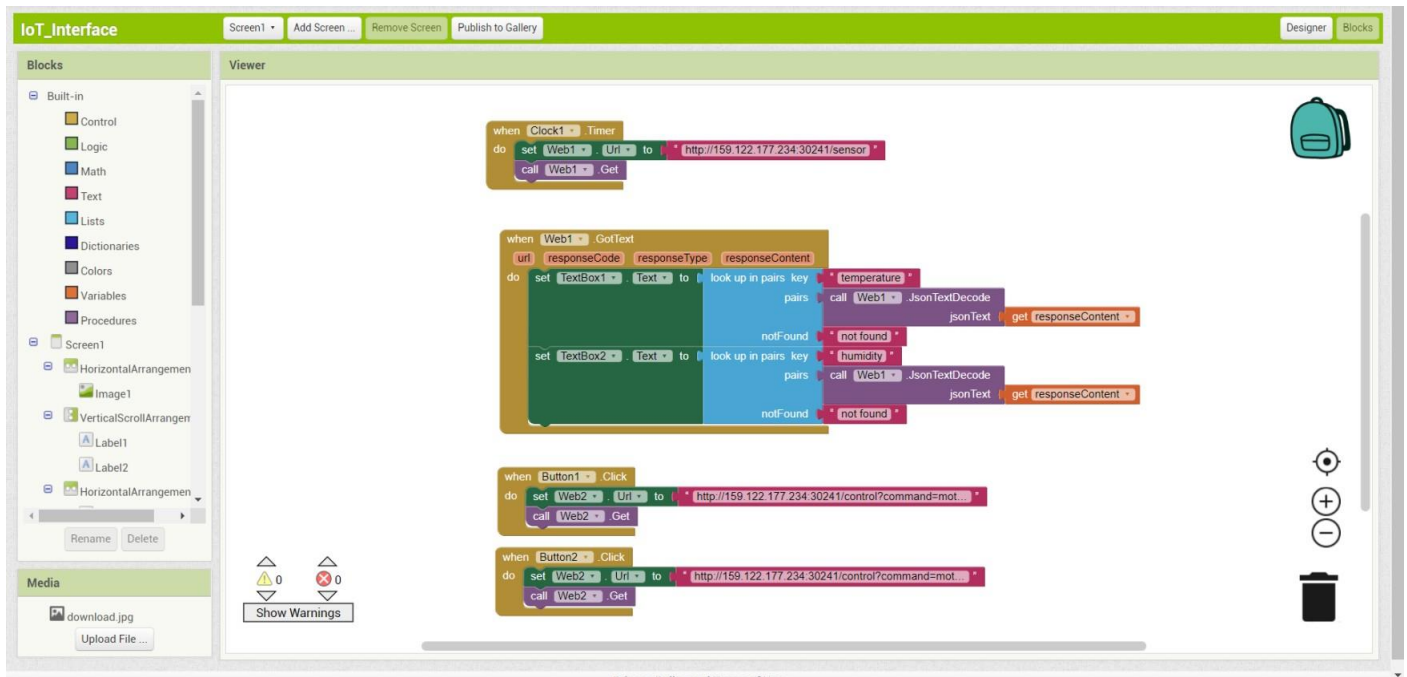 IoT_Interface Screen1 Add Screen ... Remove Screen Publish to Gallery Designer Blocks
Blocks
Built-in
Control
Logic
Math
Text
Lists
Dictionaries
Colors
Variables
Procedures
Screen1
HorizontalArrangemen
Image1
VerticalScrollArrangem
Label1
Label2
HorizontalArrangemen
Rename Delete
Media
download.jpg
Upload File ...
Viewer
when Clock1 .Timer
do set Web1 . Url to " http://159.122.177.234:30241/sensor "
call Web1 .Get
when Web1 .GotText
url responseCode responseType responseContent
do set TextBox1 . Text to look up in pairs key " temperature "
pairs call Web1 .JsonTextDecode
jsonText get responseContent
notFound " not found "
set TextBox2 . Text to look up in pairs key " humidity "
pairs call Web1 .JsonTextDecode
jsonText get responseContent
notFound " not found "
when Button1 .Click
do set Web2 . Url to " http://159.122.177.234:30241/control?command=mot... "
call Web2 .Get
when Button2 .Click
do set Web2 . Url to " http://159.122.177.234:30241/control?command=mot... "
call Web2 .Get
0 0
Show Warnings